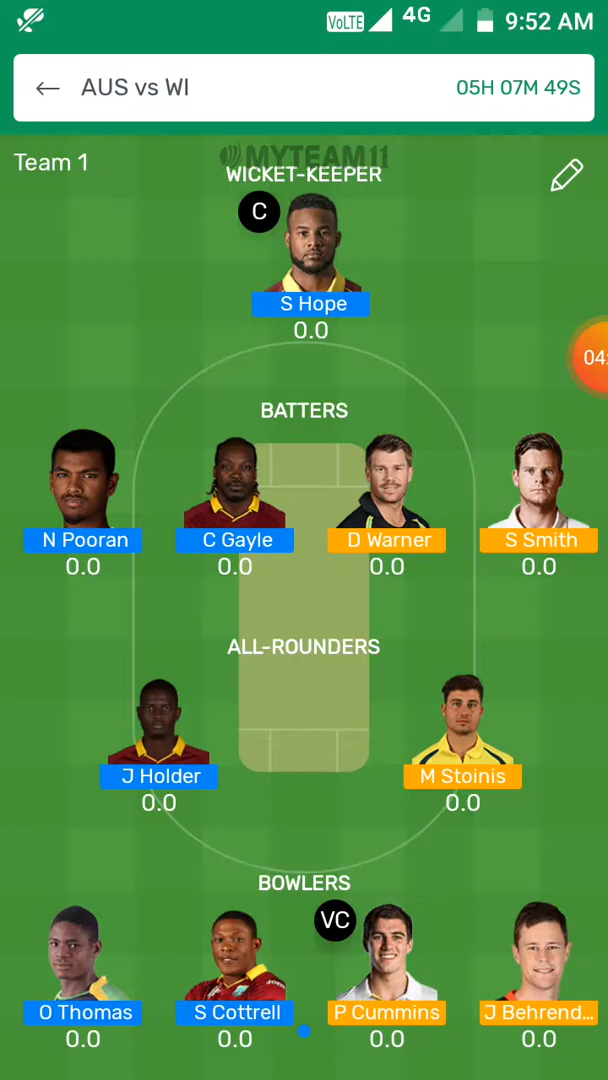 VoLTE 4G 9:52 AM
← AUS vs WI 05H 07M 49S
MYTEAM11
Team 1
WICKET-KEEPER
C
S Hope
0.0
04:
BATTERS
N Pooran C Gayle D Warner S Smith
0.0 0.0 0.0 0.0
ALL-ROUNDERS
J Holder M Stoinis
0.0 0.0
BOWLERS
VC
O Thomas S Cottrell P Cummins J Behrend...
0.0 0.0 0.0 0.0